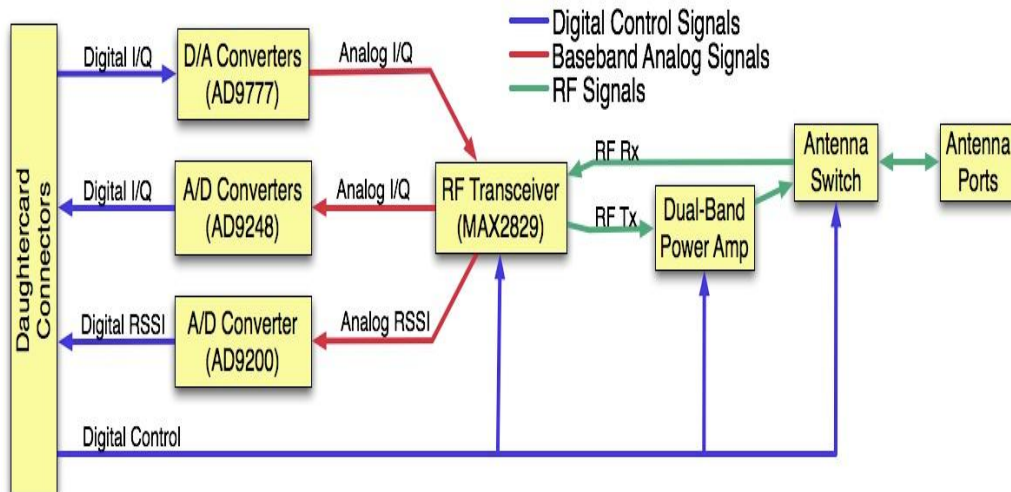 Digital Control Signals
Baseband Analog Signals
RF Signals
Daughtercard
Connectors
Digital I/Q
D/A Converters
(AD9777)
Analog I/Q
Digital I/Q
A/D Converters
(AD9248)
Analog I/Q
RF Transceiver
(MAX2829)
RF Rx
RF Tx
Dual-Band
Power Amp
Antenna
Switch
Antenna
Ports
Digital RSSI
A/D Converter
(AD9200)
Analog RSSI
Digital Control